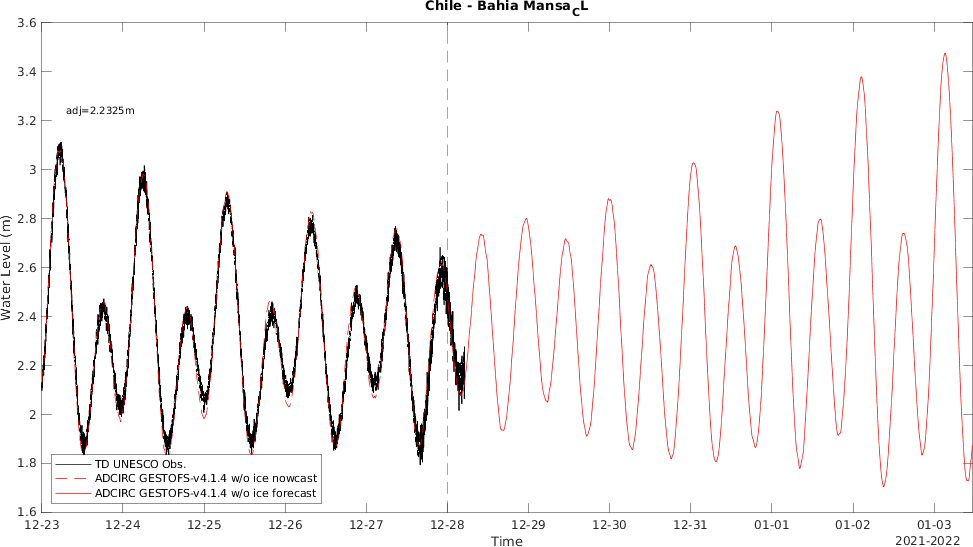 Chile - Bahia Mansa_CL
3.6
3.4
3.2
3
2.8
2.6
2.4
2.2
2
1.8
1.6
Water Level (m)
adj=2.2325m
TD UNESCO Obs.
ADCIRC GESTOFS-v4.1.4 w/o ice nowcast
ADCIRC GESTOFS-v4.1.4 w/o ice forecast
12-23 12-24 12-25 12-26 12-27 12-28 12-29 12-30 12-31 01-01 01-02 01-03
Time
2021-2022